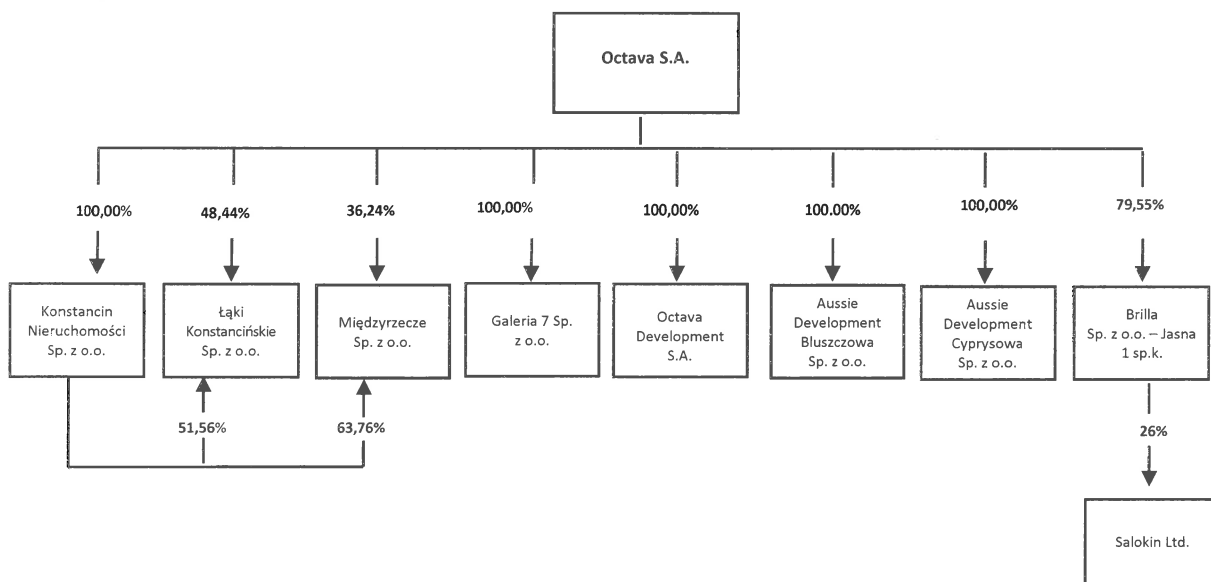 Octava S.A.
100,00%
48,44%
36,24%
100,00%
100,00%
100.00%
100,00%
79,55%
Konstancin
Nieruchomości
Sp. z o.o.
Łąki
Konstancińskie
Sp. z o.o.
Międzyrzecze
Sp. z o.o.
Galeria 7 Sp.
z o.o.
Octava
Development
S.A.
Aussie
Development
Bluszczowa
Sp. z o.o.
Aussie
Development
Cyprysowa
Sp. z o.o.
Brilla
Sp. z o.o. – Jasna
1 sp.k.
51,56%
63,76%
26%
Salokin Ltd.